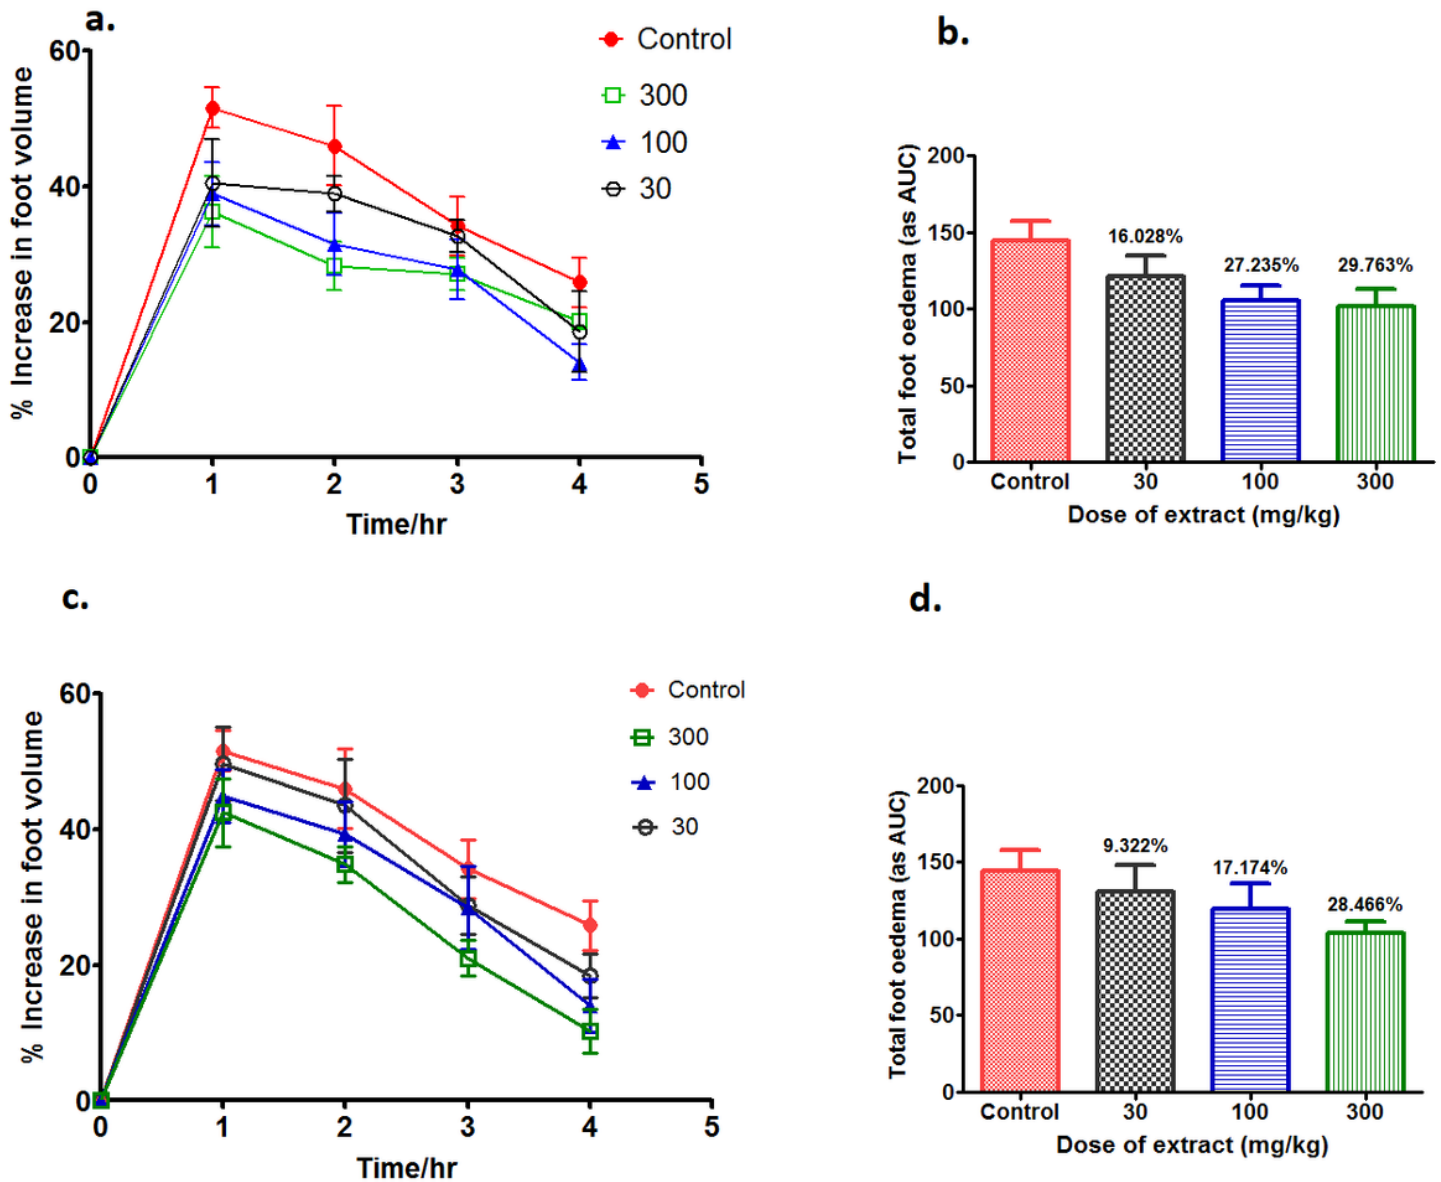 a.
Control
300
100
30
60
40
20
0
% Increase in foot volume
0 1 2 3 4 5
Time/hr
b.
200
150
100
50
0
Total foot oedema (as AUC)
16.028%
27.235%
29.763%
Control 30 100 300
Dose of extract (mg/kg)
c.
Control
300
100
30
60
40
20
0
% Increase in foot volume
0 1 2 3 4 5
Time/hr
d.
200
150
100
50
0
Total foot oedema (as AUC)
9.322%
17.174%
28.466%
Control 30 100 300
Dose of extract (mg/kg)